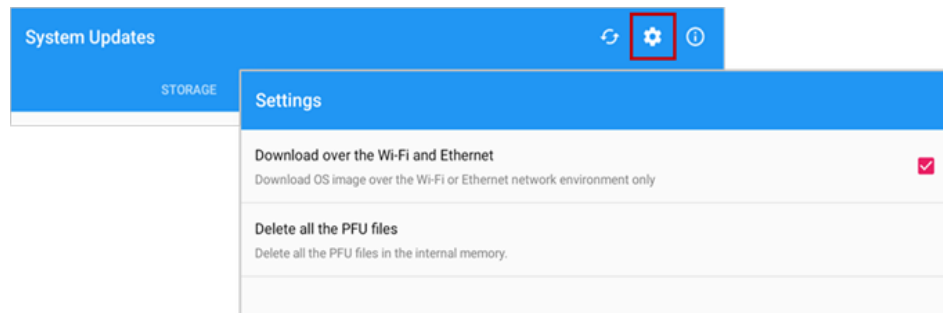 System Updates
STORAGE
Settings
Download over the Wi-Fi and Ethernet
Download OS image over the Wi-Fi or Ethernet network environment only
Delete all the PFU files
Delete all the PFU files in the internal memory.